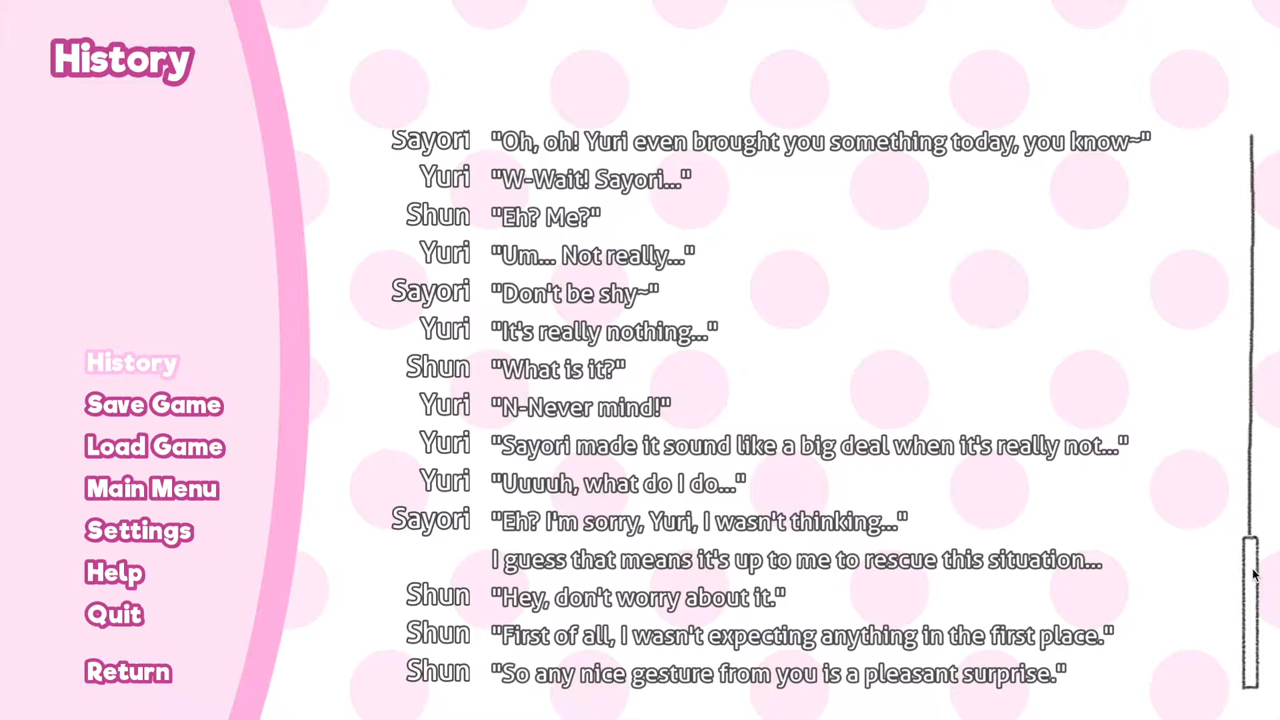 History
Sayori "Oh, oh! Yuri even brought you something today, you know~"
Yuri "W-Wait! Sayori..."
Shun "Eh? Me?"
Yuri "Um... Not really..."
Sayori "Don't be shy~"
Yuri "It's really nothing..."
Shun "What is it?"
Yuri "N-Never mind!"
Yuri "Sayori made it sound like a big deal when it's really not..."
Yuri "Uuuuh, what do I do..."
Sayori "Eh? I'm sorry, Yuri, I wasn't thinking..."
I guess that means it's up to me to rescue this situation...
Shun "Hey, don't worry about it."
Shun "First of all, I wasn't expecting anything in the first place."
Shun "So any nice gesture from you is a pleasant surprise."
History
Save Game
Load Game
Main Menu
Settings
Help
Quit
Return